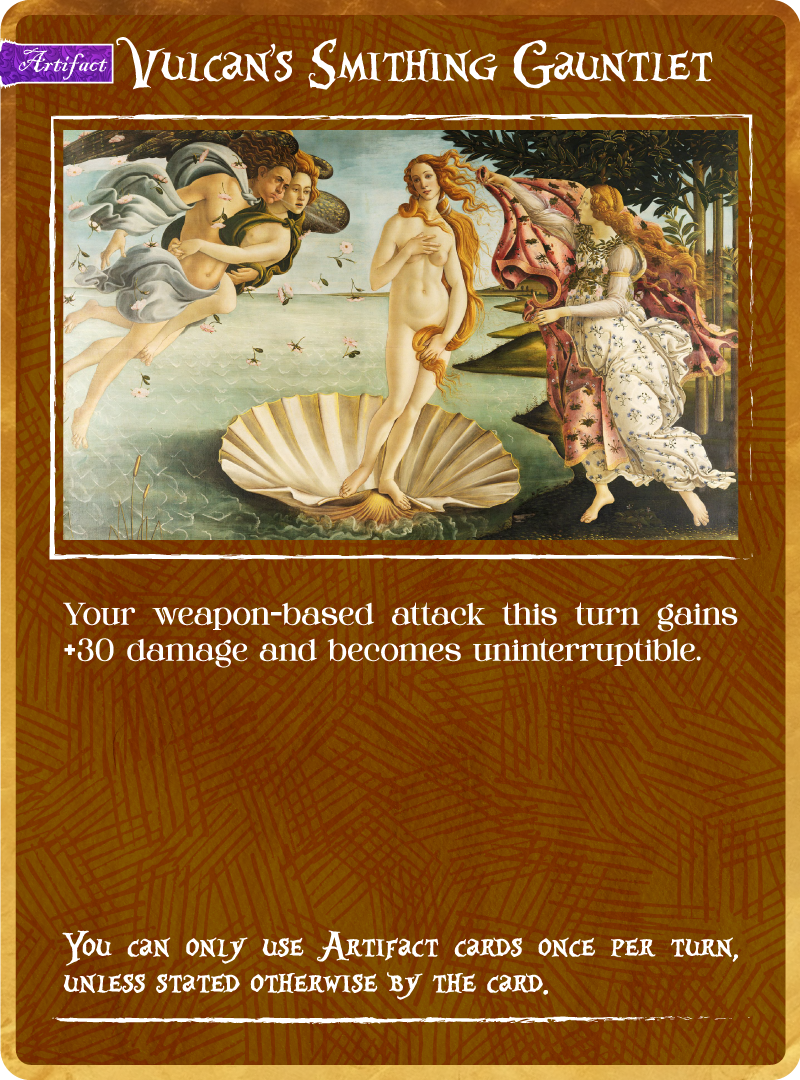 Artifact
Vulcan's Smithing Gauntlet
Your weapon-based attack this turn gains
+30 damage and becomes uninterruptible.
You can only use Artifact cards once per turn,
unless stated otherwise by the card.